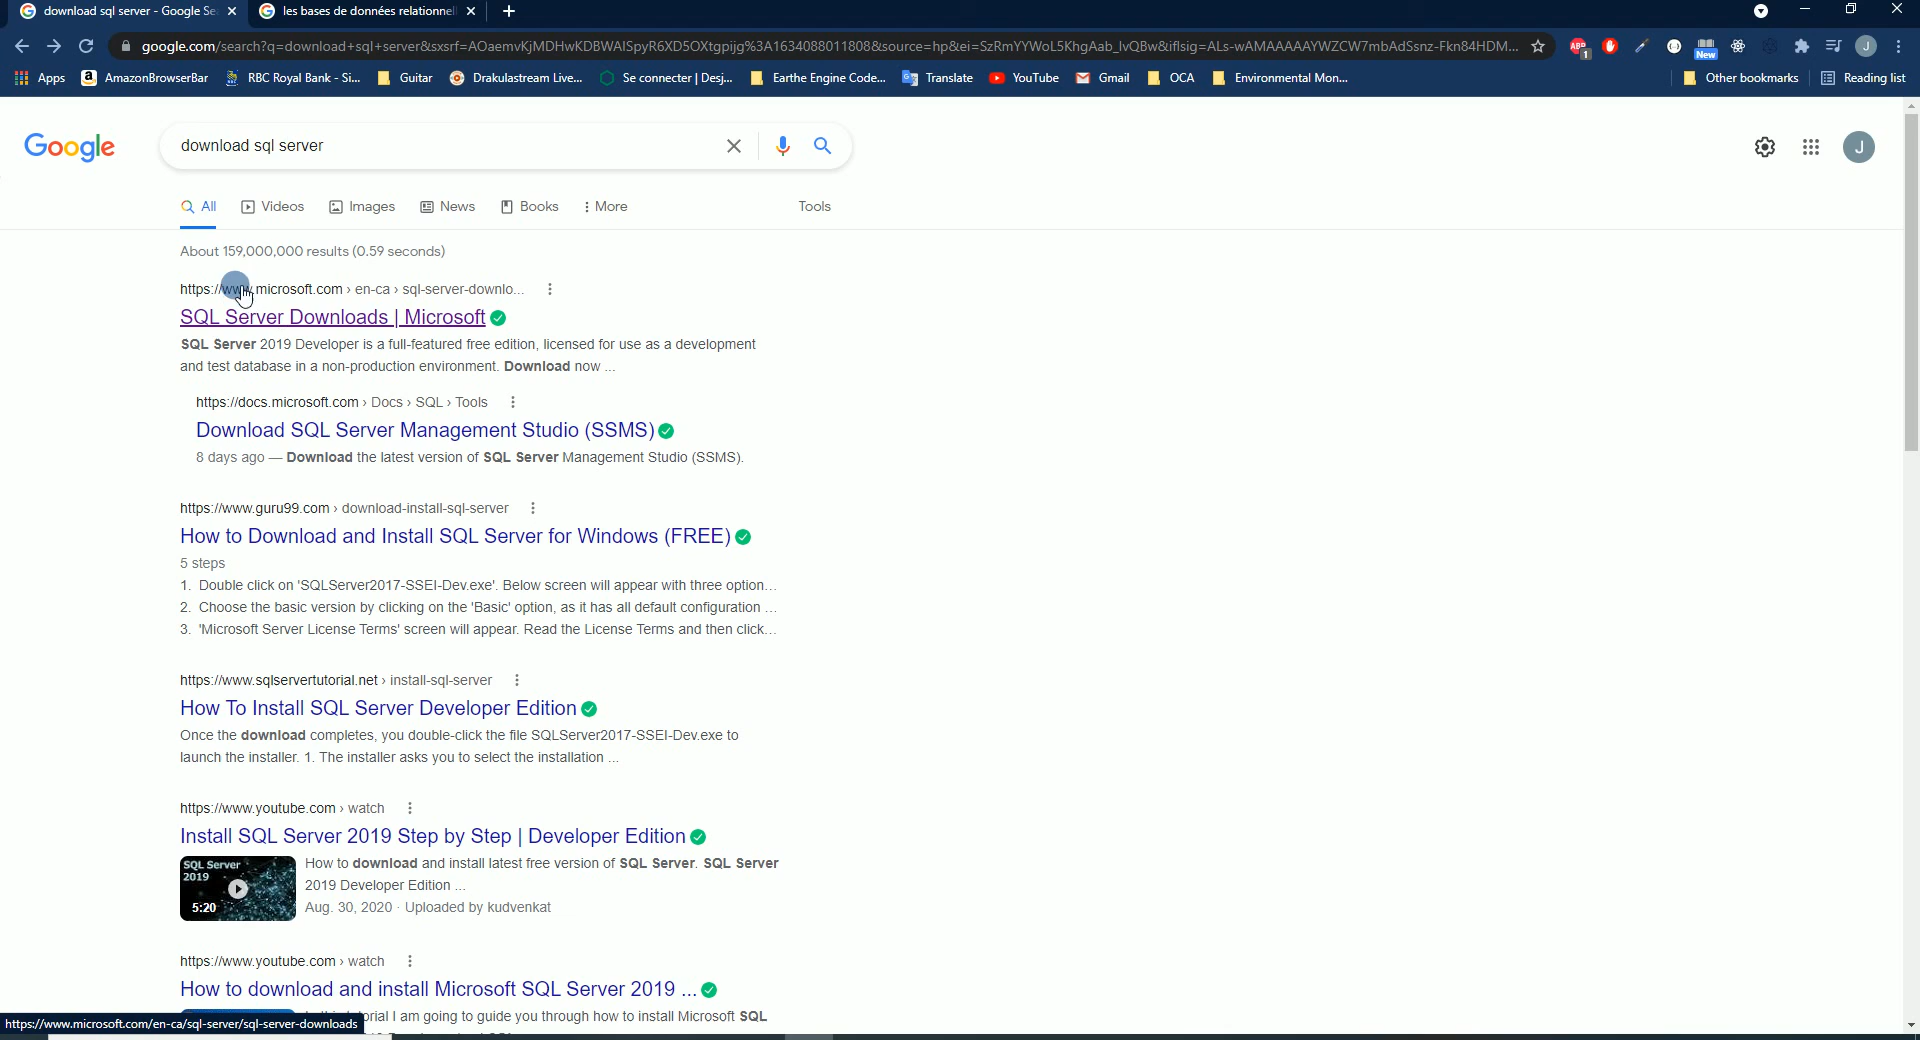 download sql server - Google Se
les bases de données relationnel
google.com/search?q=download+sql+server&sxsrf=AOaemvKjMDHwKDBWAISpyR6XD5OXtgpijg%3A1634088011808&source=hp&ei=SzRmYYWoL5KhgAab_IvQBw&iflsig=ALs-wAMAAAAAYWZCW7mbAdSsnz-Fkn84HDM...
ABP 1
New
J
Apps
AmazonBrowserBar
RBC Royal Bank - Si...
Guitar
Drakulastream Live...
Se connecter | Desj...
Earthe Engine Code...
Translate
YouTube
Gmail
OCA
Environmental Mon...
Other bookmarks
Reading list
Google
download sql server
J
All
Videos
Images
News
Books
More
Tools
About 159,000,000 results (0.59 seconds)
https://www.microsoft.com › en-ca › sql-server-downlo...
SQL Server Downloads | Microsoft
SQL Server 2019 Developer is a full-featured free edition, licensed for use as a development
and test database in a non-production environment. Download now ...
https://docs.microsoft.com › Docs › SQL › Tools
Download SQL Server Management Studio (SSMS)
8 days ago — Download the latest version of SQL Server Management Studio (SSMS).
https://www.guru99.com › download-install-sql-server
How to Download and Install SQL Server for Windows (FREE)
5 steps
1. Double click on 'SQLServer2017-SSEI-Dev.exe'. Below screen will appear with three option...
2. Choose the basic version by clicking on the 'Basic' option, as it has all default configuration ...
3. 'Microsoft Server License Terms' screen will appear. Read the License Terms and then click...
https://www.sqlservertutorial.net › install-sql-server
How To Install SQL Server Developer Edition
Once the download completes, you double-click the file SQLServer2017-SSEI-Dev.exe to
launch the installer. 1. The installer asks you to select the installation ...
https://www.youtube.com › watch
Install SQL Server 2019 Step by Step | Developer Edition
SQL Server
2019
5:20
How to download and install latest free version of SQL Server. SQL Server
2019 Developer Edition ...
Aug. 30, 2020 · Uploaded by kudvenkat
https://www.youtube.com › watch
How to download and install Microsoft SQL Server 2019 ...
I am going to guide you through how to install Microsoft SQL
https://www.microsoft.com/en-ca/sql-server/sql-server-downloads